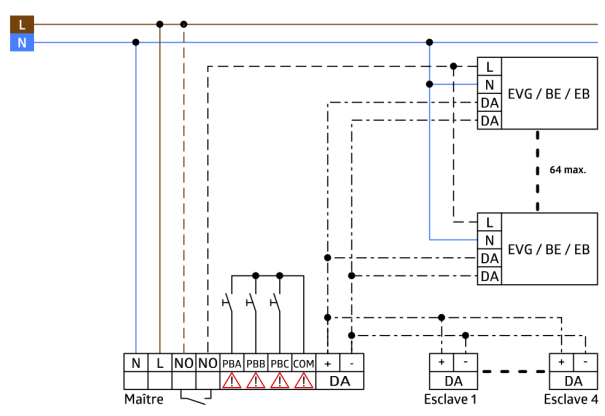 L
N
L
N
DA
DA
EVG / BE / EB
64 max.
L
N
DA
DA
EVG / BE / EB
N L NO NO PBA PBB PBC COM + -
DA
Maître
+ -
DA
Esclave 1
+ -
DA
Esclave 4